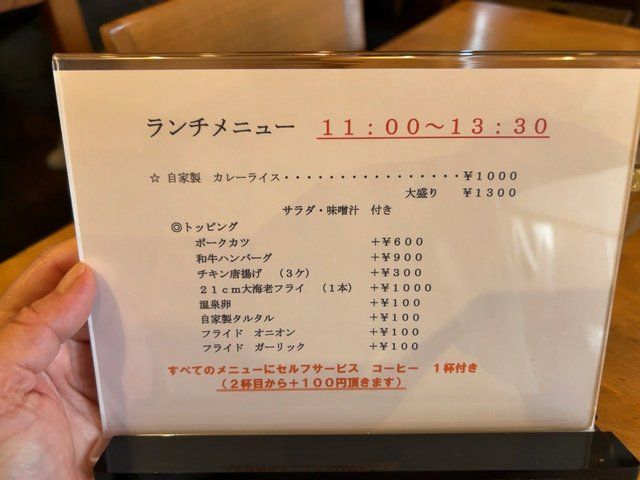 ランチメニュー　１１：００～１３：３０
☆ 自家製　カレーライス・・・・・・・・・・・・・・・・￥１０００
大盛り　￥１３００
サラダ・味噌汁　付き
◎トッピング
ポークカツ　＋￥６００
和牛ハンバーグ　＋￥９００
チキン唐揚げ　（３ケ）　＋￥３００
２１ｃｍ大海老フライ　（１本）　＋￥１０００
温泉卵　＋￥１００
自家製タルタル　＋￥１００
フライド　オニオン　＋￥１００
フライド　ガーリック　＋￥１００
すべてのメニューにセルフサービス　コーヒー　１杯付き
（２杯目から＋１００円頂きます）